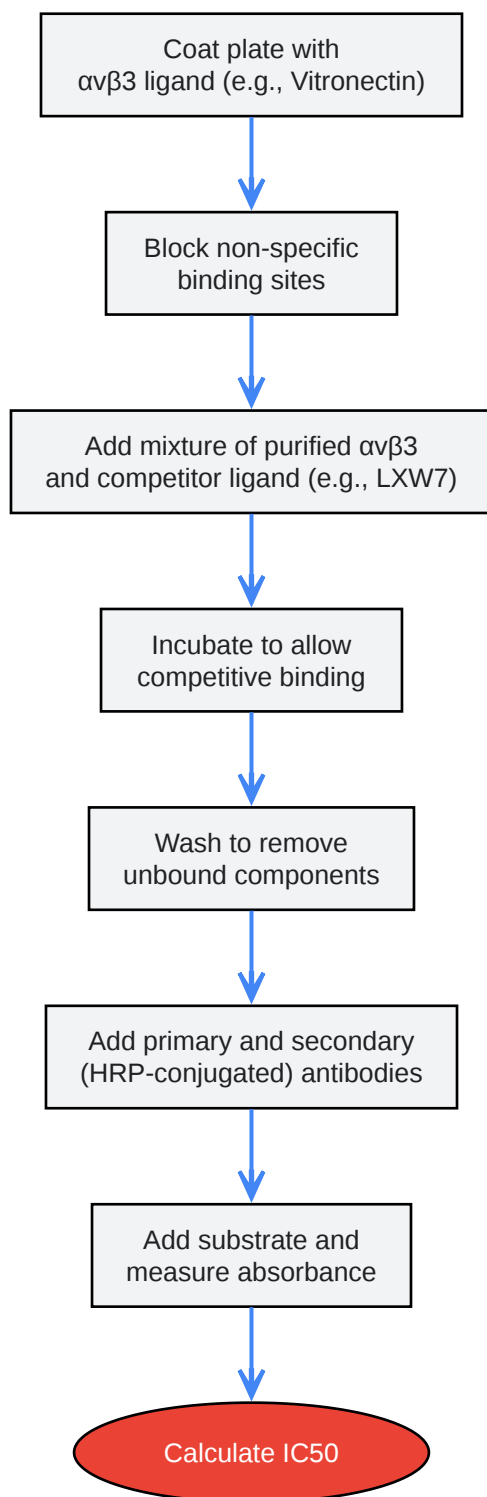 Coat plate with
αvβ3 ligand (e.g., Vitronectin)
Block non-specific
binding sites
Add mixture of purified αvβ3
and competitor ligand (e.g., LXW7)
Incubate to allow
competitive binding
Wash to remove
unbound components
Add primary and secondary
(HRP-conjugated) antibodies
Add substrate and
measure absorbance
Calculate IC50